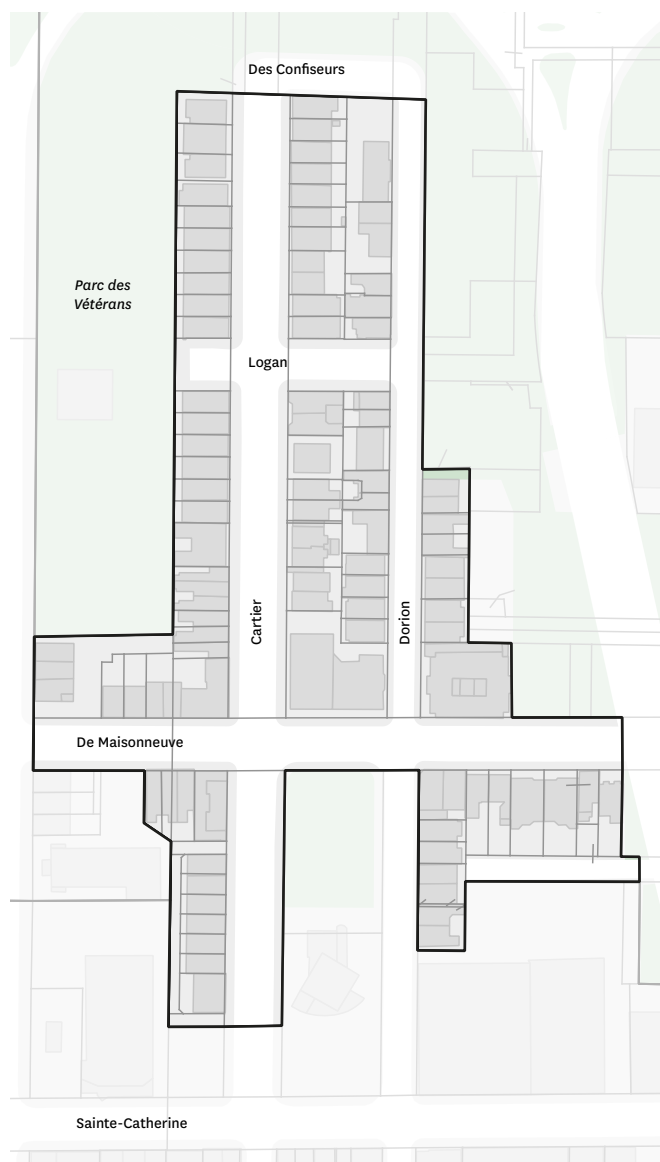 Des Confiseurs
Parc des
Vétérans
Logan
Cartier
Dorion
De Maisonneuve
Sainte-Catherine